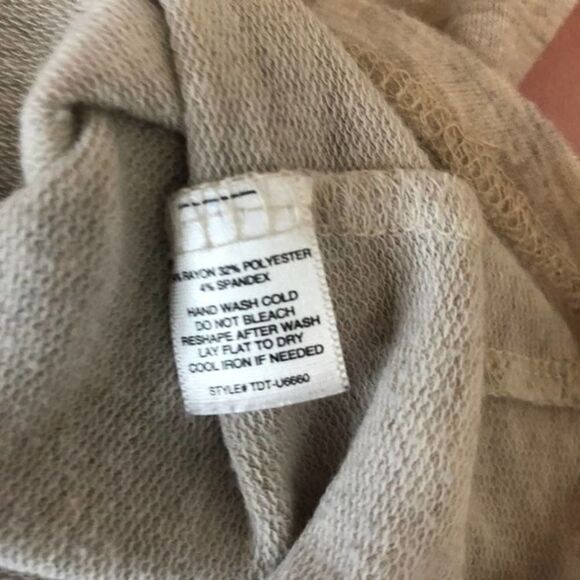 RAYON 32% POLYESTER
4% SPANDEX
HAND WASH COLD
DO NOT BLEACH
RESHAPE AFTER WASH
LAY FLAT TO DRY
COOL IRON IF NEEDED
STYLE# TDT-U6660